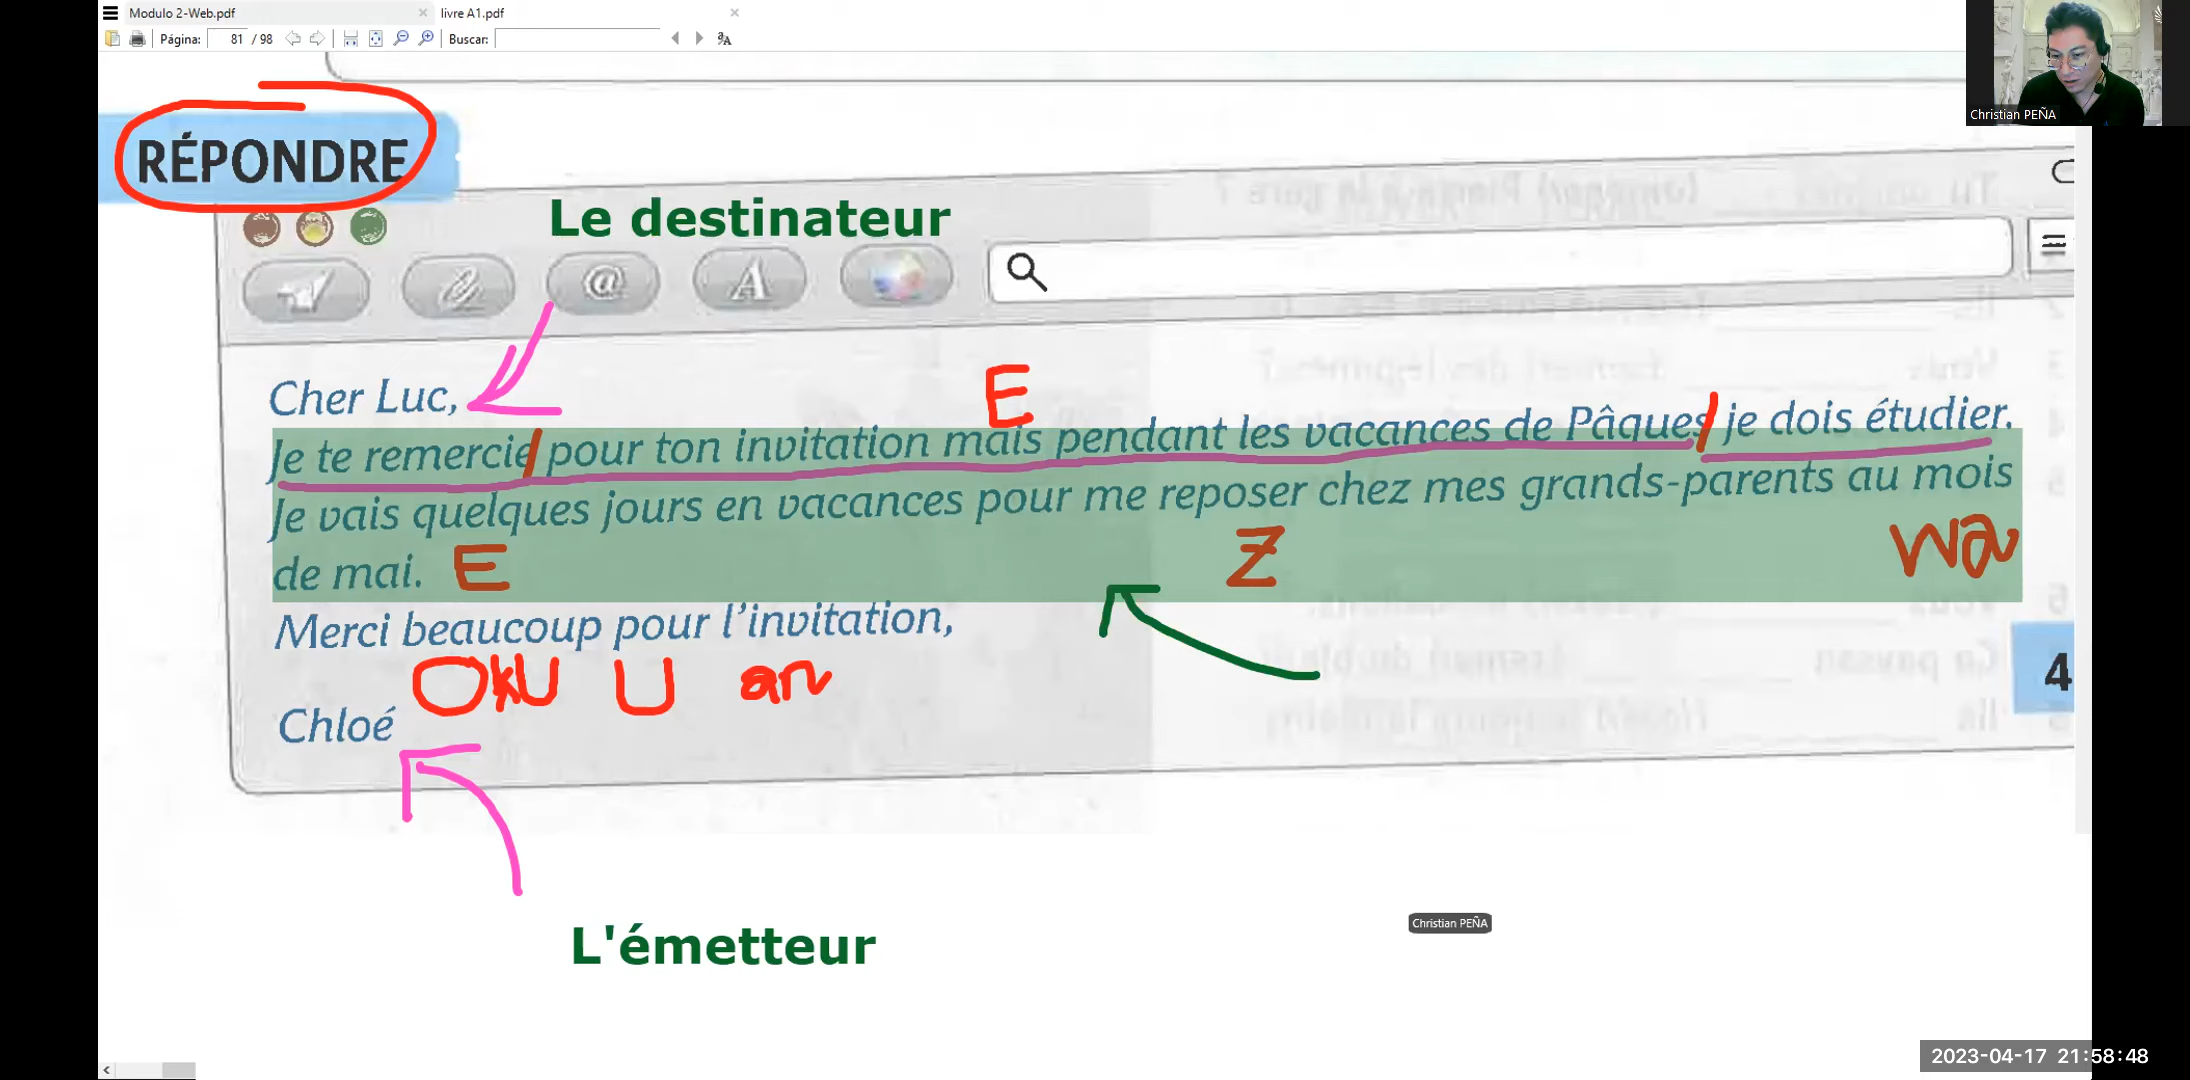 Modulo 2-Web.pdf
livre A1.pdf
Página: 81 / 98
Buscar:
Christian PEÑA
RÉPONDRE
Le destinateur
Cher Luc,
E
Je te remercie pour ton invitation mais pendant les vacances de Pâques je dois étudier.
Je vais quelques jours en vacances pour me reposer chez mes grands-parents au mois
de mai.
E
Z
wa
Merci beaucoup pour l'invitation,
OkU U an
Chloé
4
L'émetteur
Christian PEÑA
2023-04-17 21:58:48